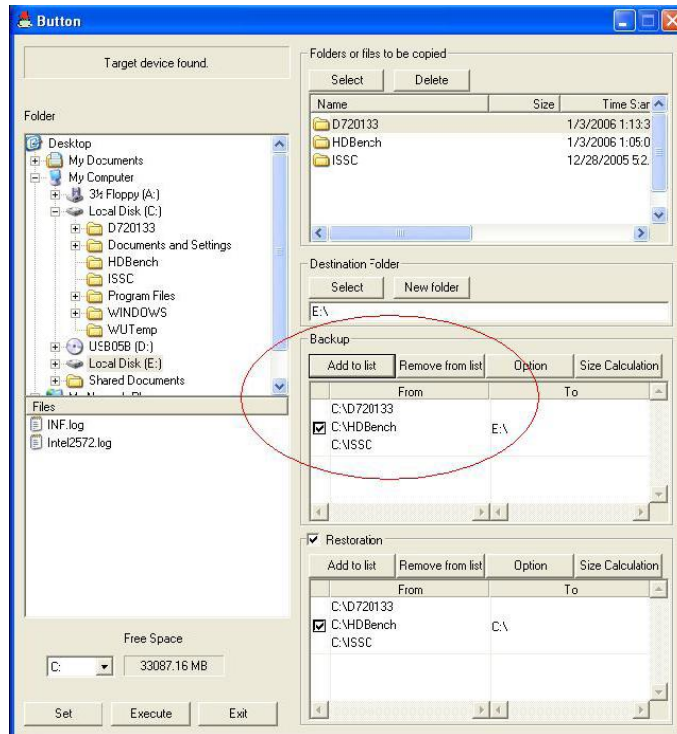 Button
Target device found.
Folder
Desktop
My Documents
My Computer
3½ Floppy (A:)
Local Disk (C:)
D720133
Documents and Settings
HDBench
ISSC
Program Files
WINDOWS
WUTemp
USB05B (D:)
Local Disk (E:)
Shared Documents
Files
INF.log
Intel2572.log
Free Space
C: 33087.16 MB
Set Execute Exit
Folders or files to be copied
Select Delete
Name Size Time Star
D720133 1/3/2006 1:13:3
HDBench 1/3/2006 1:05:0
ISSC 12/28/2005 5:2.
Destination Folder
Select New folder
E:\
Backup
Add to list Remove from list Option Size Calculation
From To
C:\D720133
C:\HDBench E:\
C:\ISSC
Restoration
Add to list Remove from list Option Size Calculation
From To
C:\D720133
C:\HDBench C:\
C:\ISSC